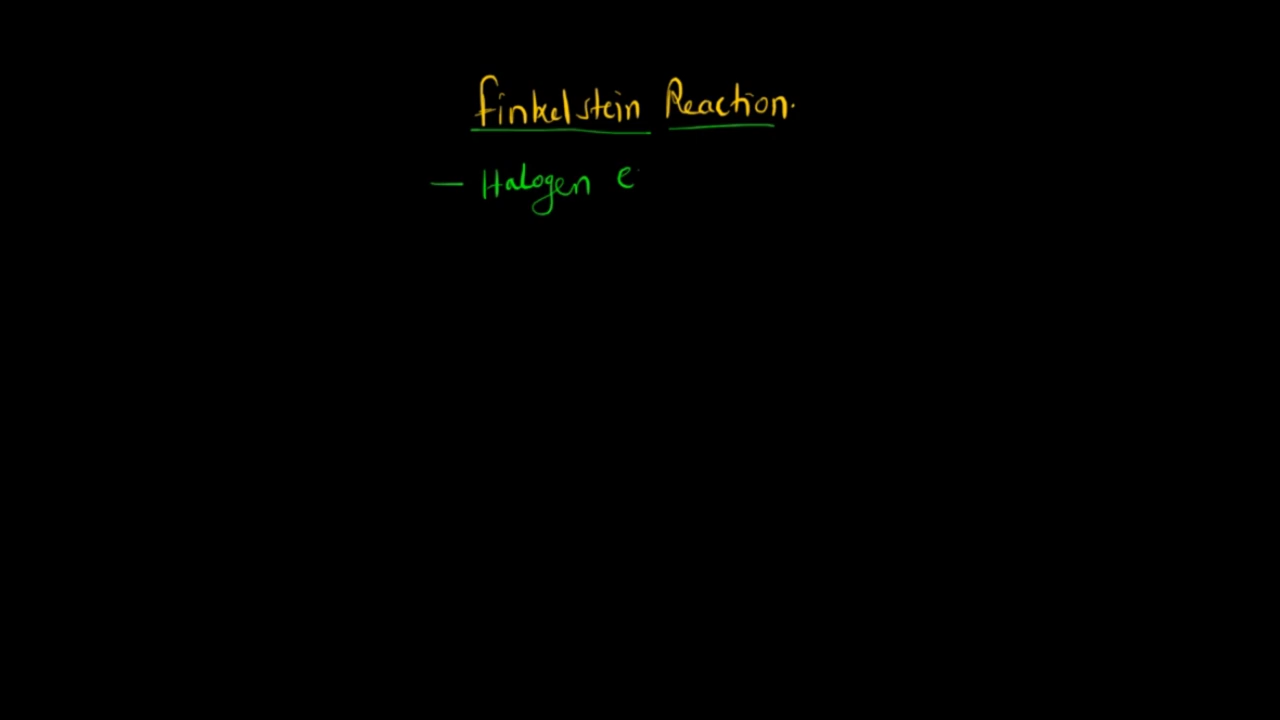 Finkelstein Reaction.
— Halogen e